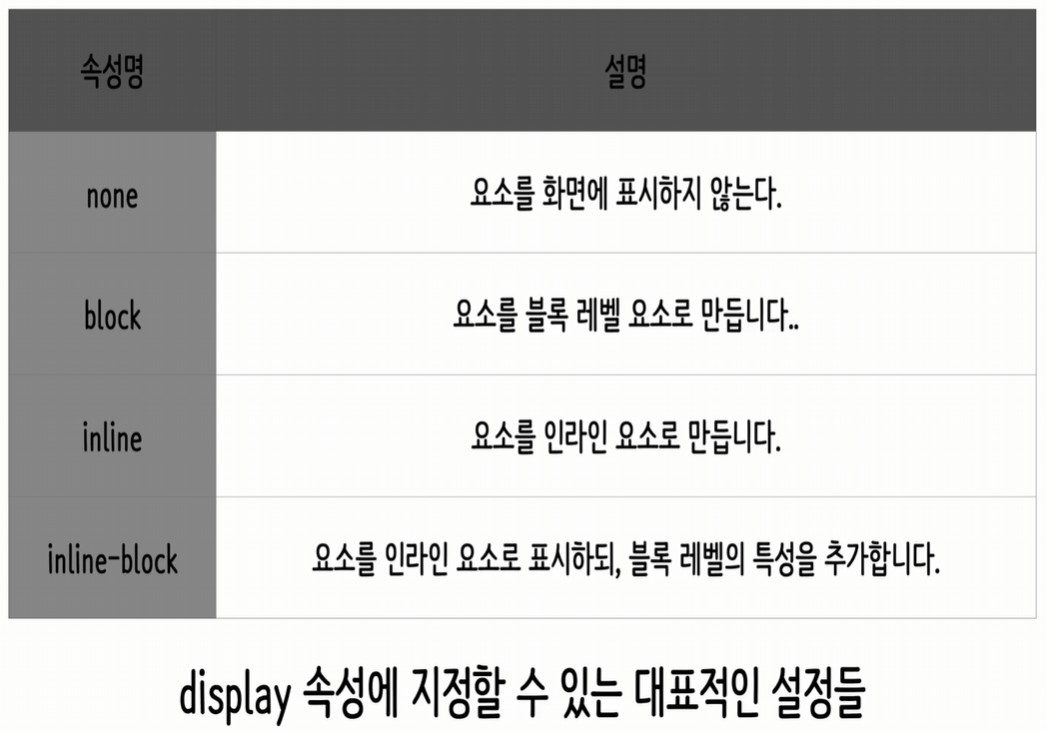 속성명 설명
none 요소를 화면에 표시하지 않는다.
block 요소를 블록 레벨 요소로 만듭니다..
inline 요소를 인라인 요소로 만듭니다.
inline-block 요소를 인라인 요소로 표시하되, 블록 레벨의 특성을 추가합니다.
display 속성에 지정할 수 있는 대표적인 설정들